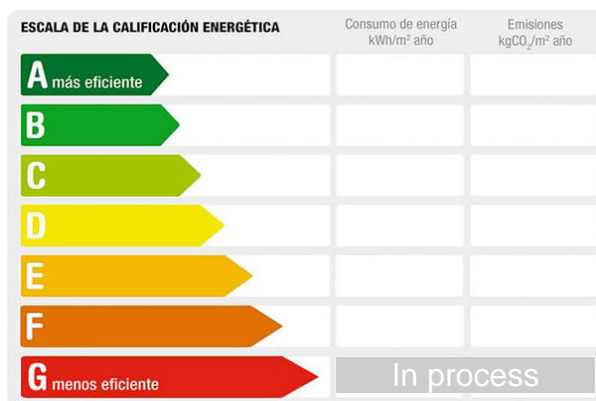 ESCALA DE LA CALIFICACIÓN ENERGÉTICA
Consumo de energía
kWh/m² año
Emisiones
kgCO₂/m² año
A más eficiente
B
C
D
E
F
G menos eficiente
In process